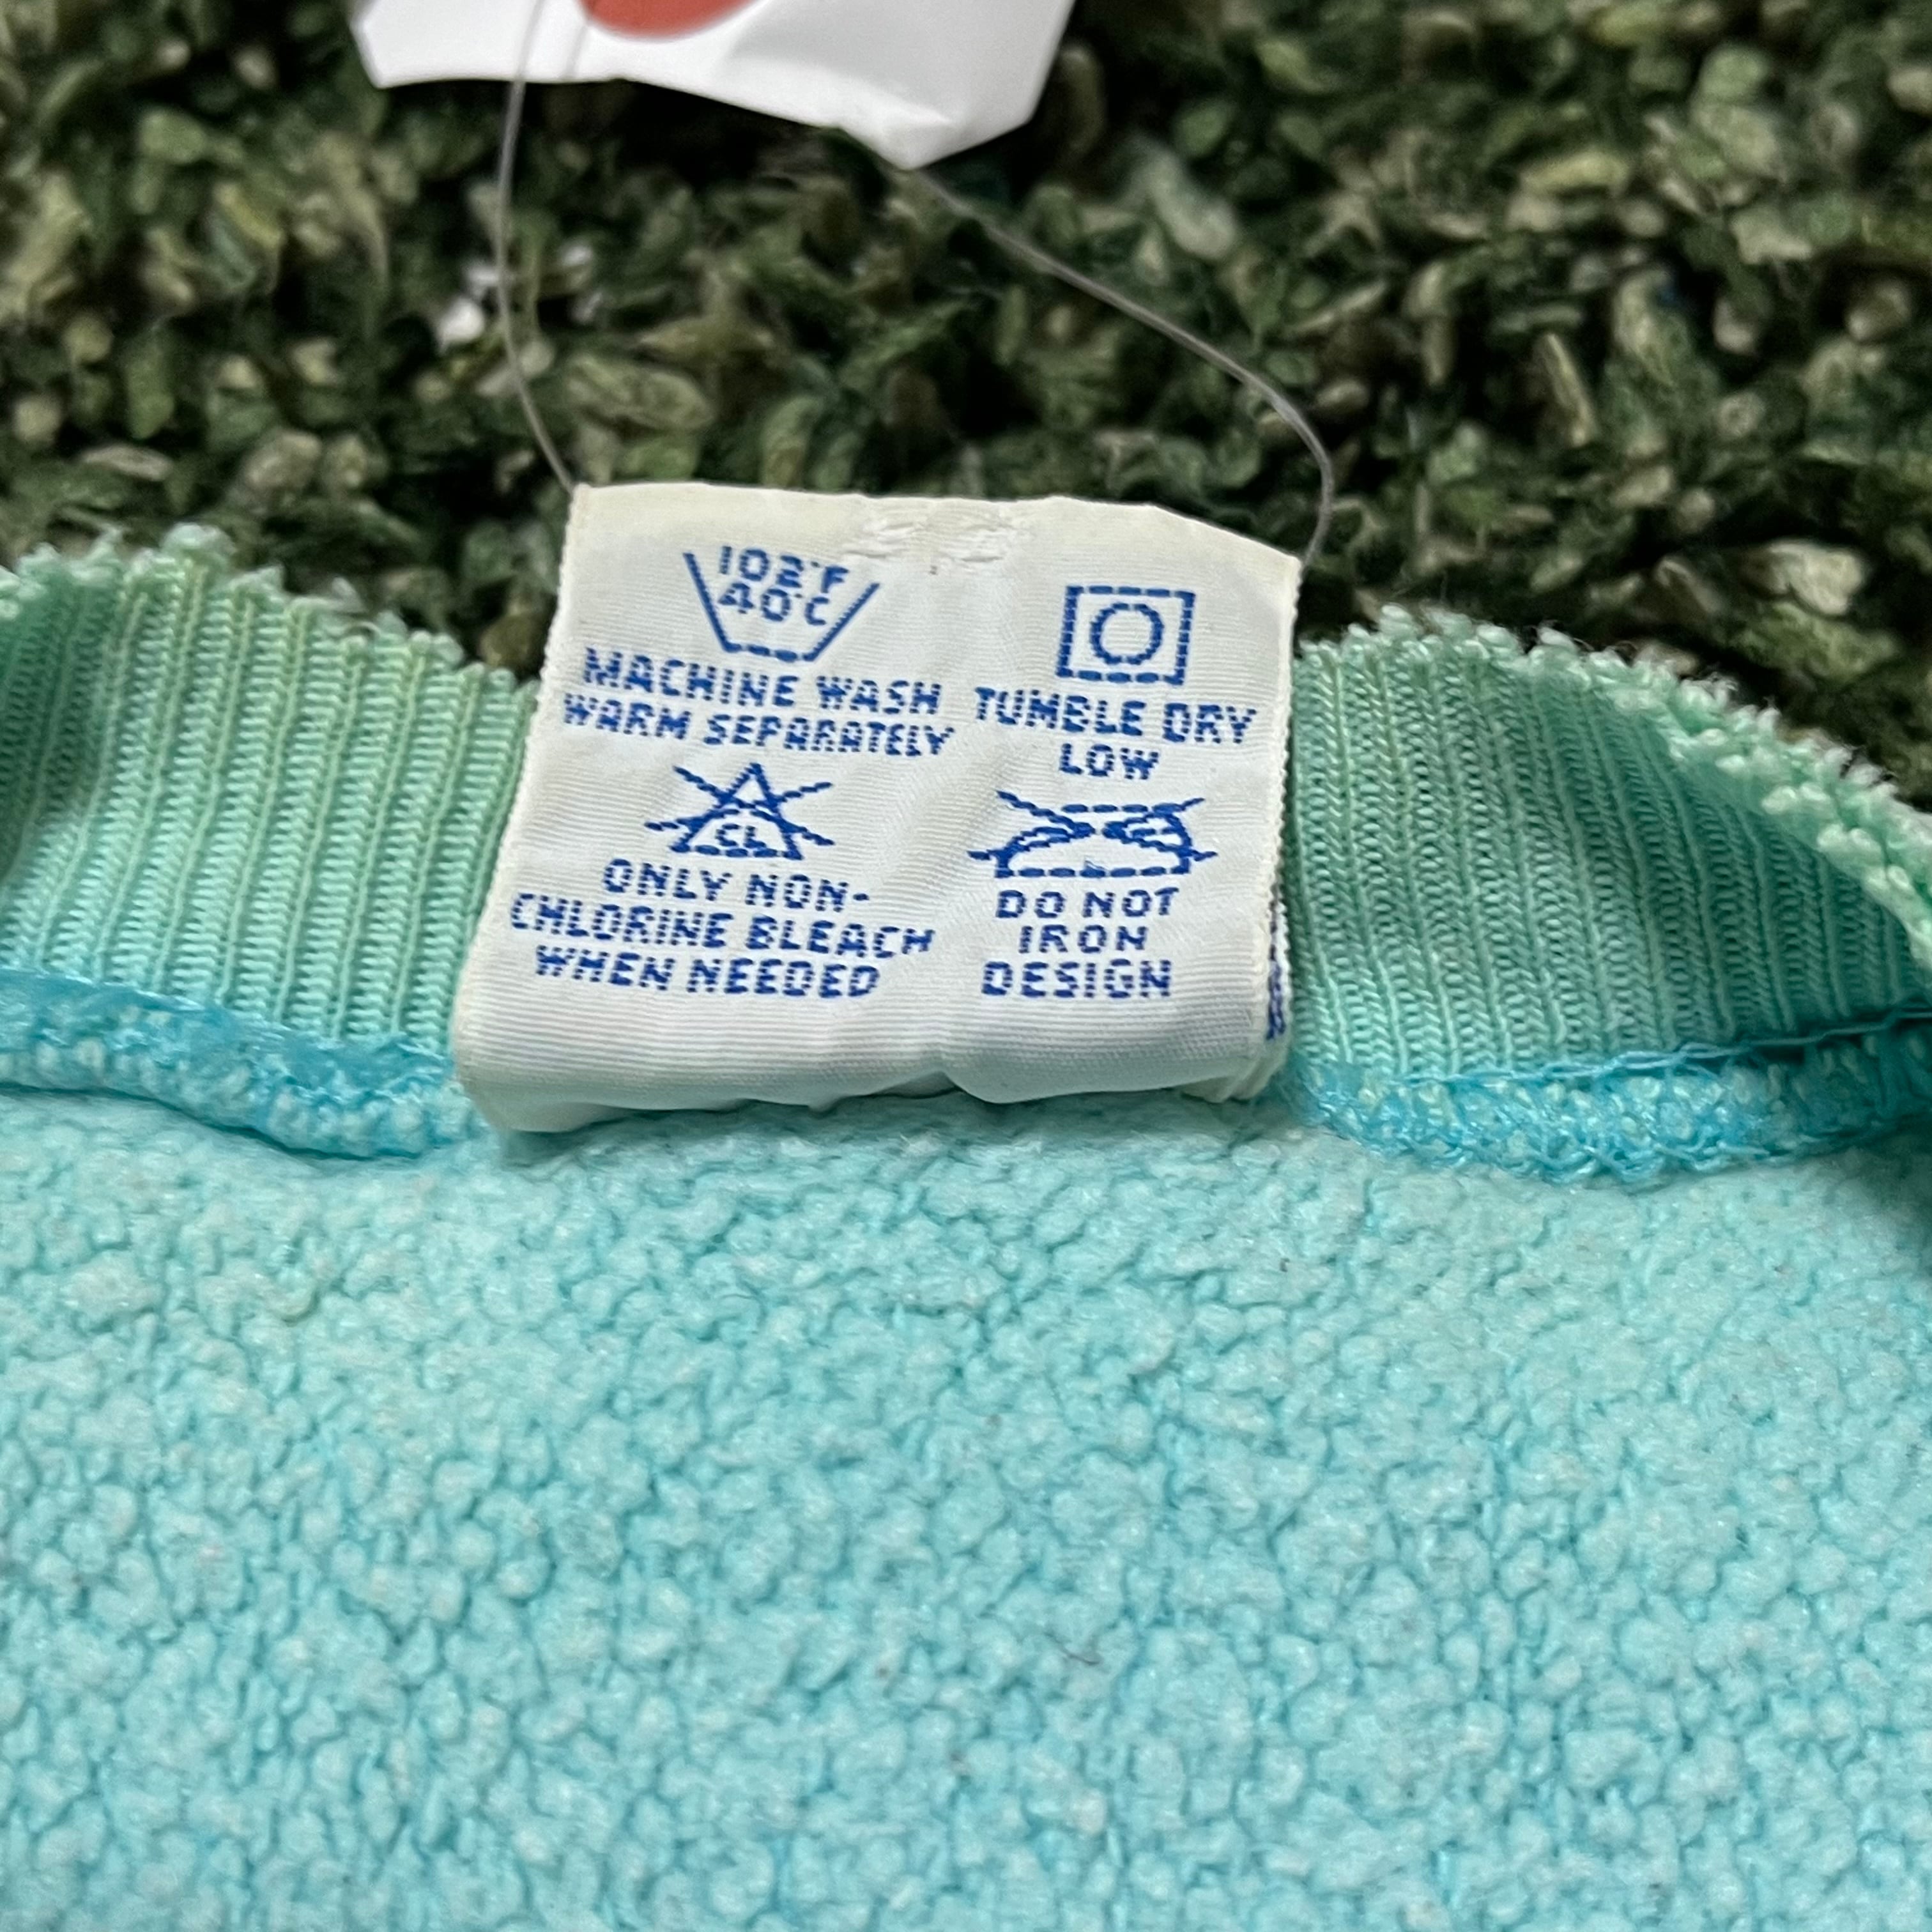 102°F
40°C
MACHINE WASH
WARM SEPARATELY
TUMBLE DRY
LOW
CL
ONLY NON-
CHLORINE BLEACH
WHEN NEEDED
DO NOT
IRON
DESIGN